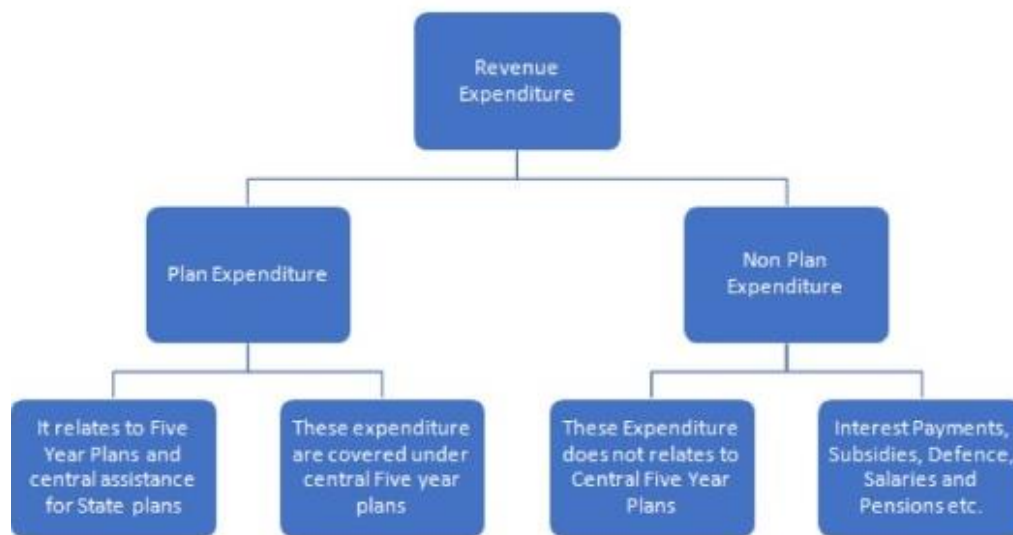 Revenue
Expenditure
Plan Expenditure
Non Plan
Expenditure
It relates to Five
Year Plans and
central assistance
for State plans
These expenditure
are covered under
central Five year
plans
These Expenditure
does not relates to
Central Five Year
Plans
Interest Payments,
Subsidies, Defence,
Salaries and
Pensions etc.